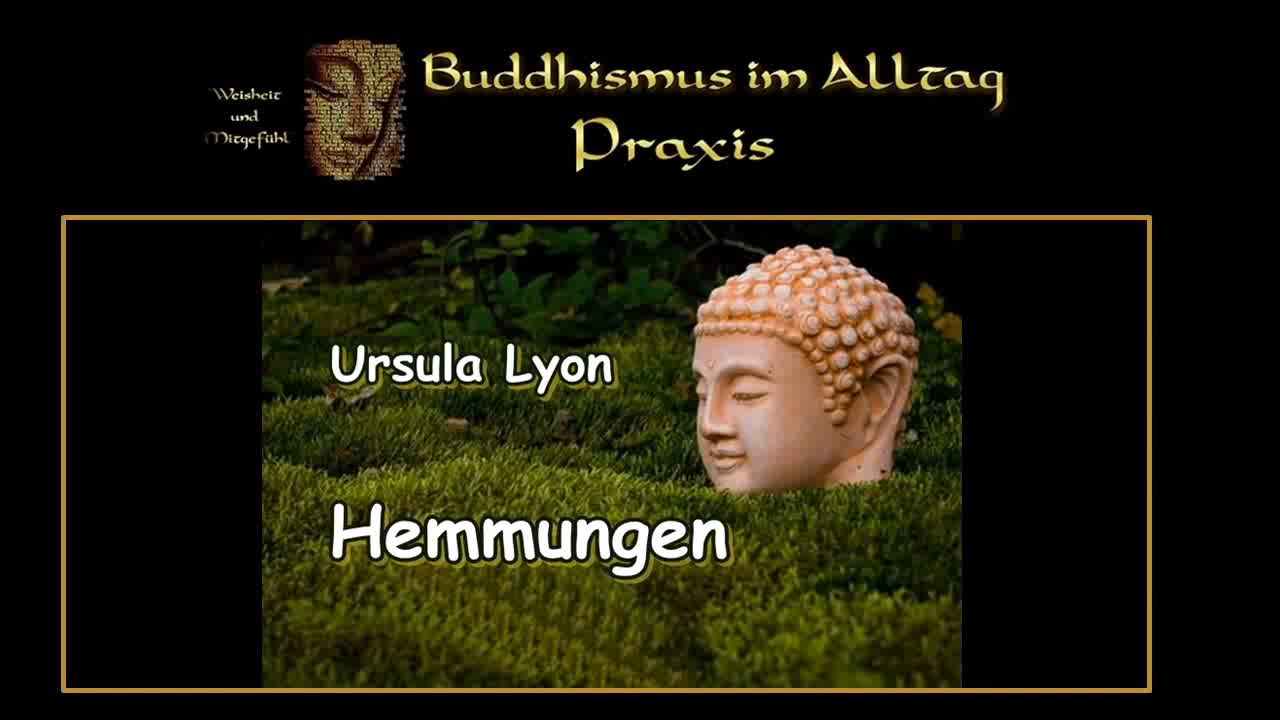 Weisheit
und
Mitgefühl
Buddhismus im Alltag
Praxis
Ursula Lyon
Hemmungen